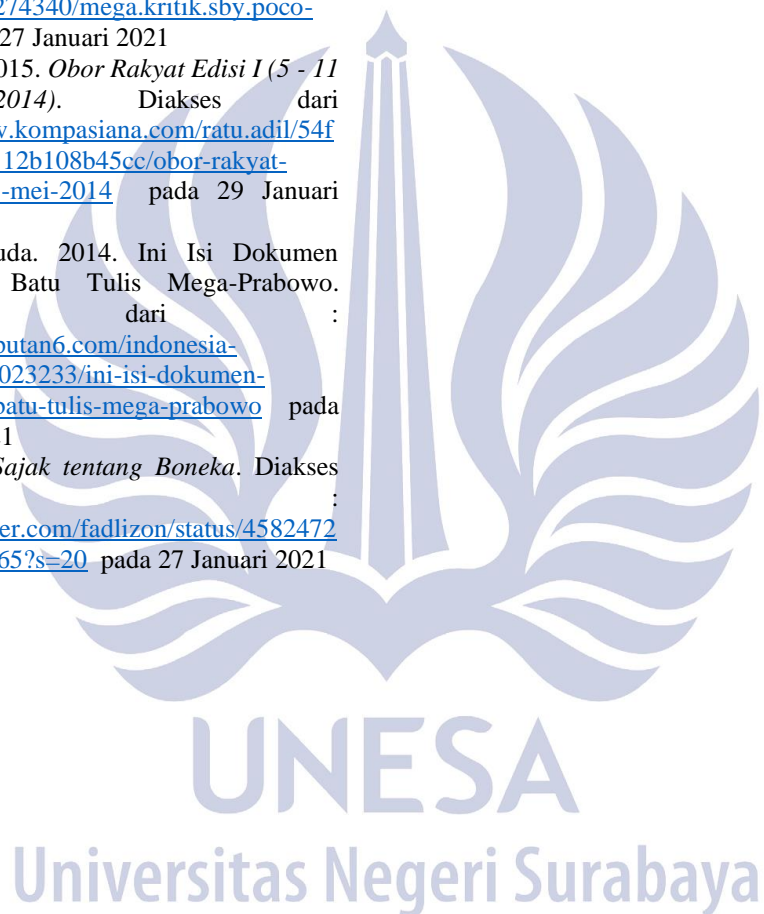 274340/mega.kritik.sby.poco-
27 Januari 2021
015. Obor Rakyat Edisi I (5 - 11
2014). Diakses dari
w.kompasiana.com/ratu.adil/54f
12b108b45cc/obor-rakyat-
-mei-2014 pada 29 Januari
uda. 2014. Ini Isi Dokumen
Batu Tulis Mega-Prabowo.
dari :
putan6.com/indonesia-
023233/ini-isi-dokumen-
batu-tulis-mega-prabowo pada
1
Sajak tentang Boneka. Diakses
:
er.com/fadlizon/status/4582472
65?s=20 pada 27 Januari 2021
UNESA
Universitas Negeri Surabaya